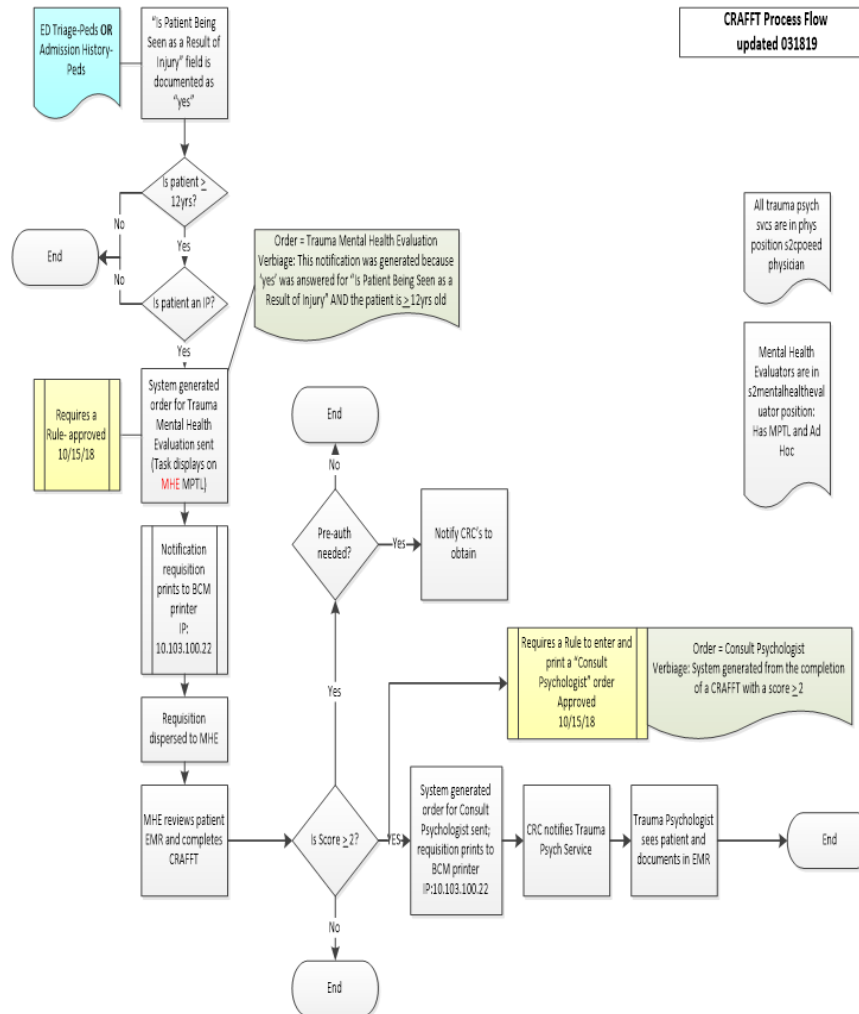 CRAFFT Process Flow
updated 031819
ED Triage-Peds OR
Admission History-
Peds
"Is Patient Being
Seen as a Result of
Injury" field is
documented as
"yes"
Is patient ≥
12yrs?
No
Yes
End
No
Is patient an IP?
Yes
Order = Trauma Mental Health Evaluation
Verbiage: This notification was generated because
'yes' was answered for "Is Patient Being Seen as a
Result of Injury" AND the patient is ≥ 12yrs old
All trauma psych
svcs are in phys
position s2cpoeed
physician
Mental Health
Evaluators are in
s2mentalhealtheval
uator position:
Has MPTL and Ad
Hoc
Requires a
Rule- approved
10/15/18
System generated
order for Trauma
Mental Health
Evaluation sent
(Task displays on
MHE MPTL)
End
No
Pre-auth
needed?
Yes
Notify CRC's to
obtain
Notification
requisition
prints to BCM
printer
IP:
10.103.100.22
Yes
Requires a Rule to enter and
print a "Consult
Psychologist" order
Approved
10/15/18
Order = Consult Psychologist
Verbiage: System generated from the completion
of a CRAFFT with a score ≥ 2
Requisition
dispersed to MHE
MHE reviews patient
EMR and completes
CRAFFT
Is Score ≥ 2?
YES
System generated
order for Consult
Psychologist sent;
requisition prints to
BCM printer
IP:10.103.100.22
CRC notifies Trauma
Psych Service
Trauma Psychologist
sees patient and
documents in EMR
End
No
End